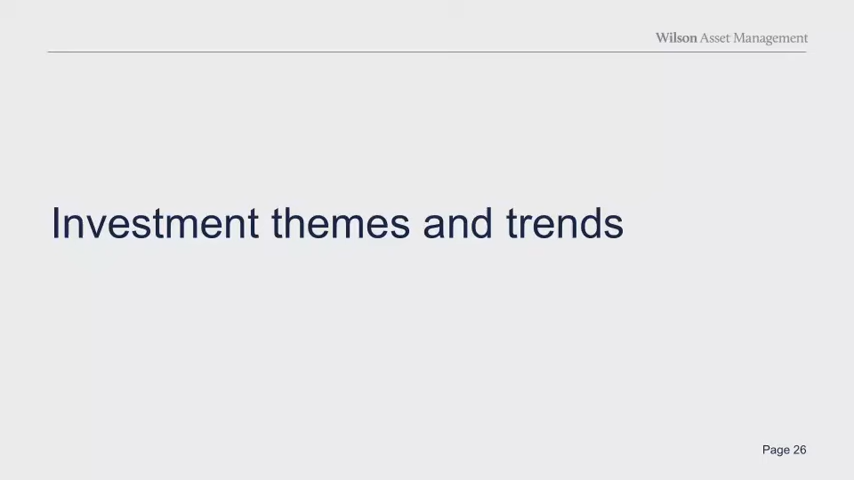 Wilson Asset Management
Investment themes and trends
Page 26